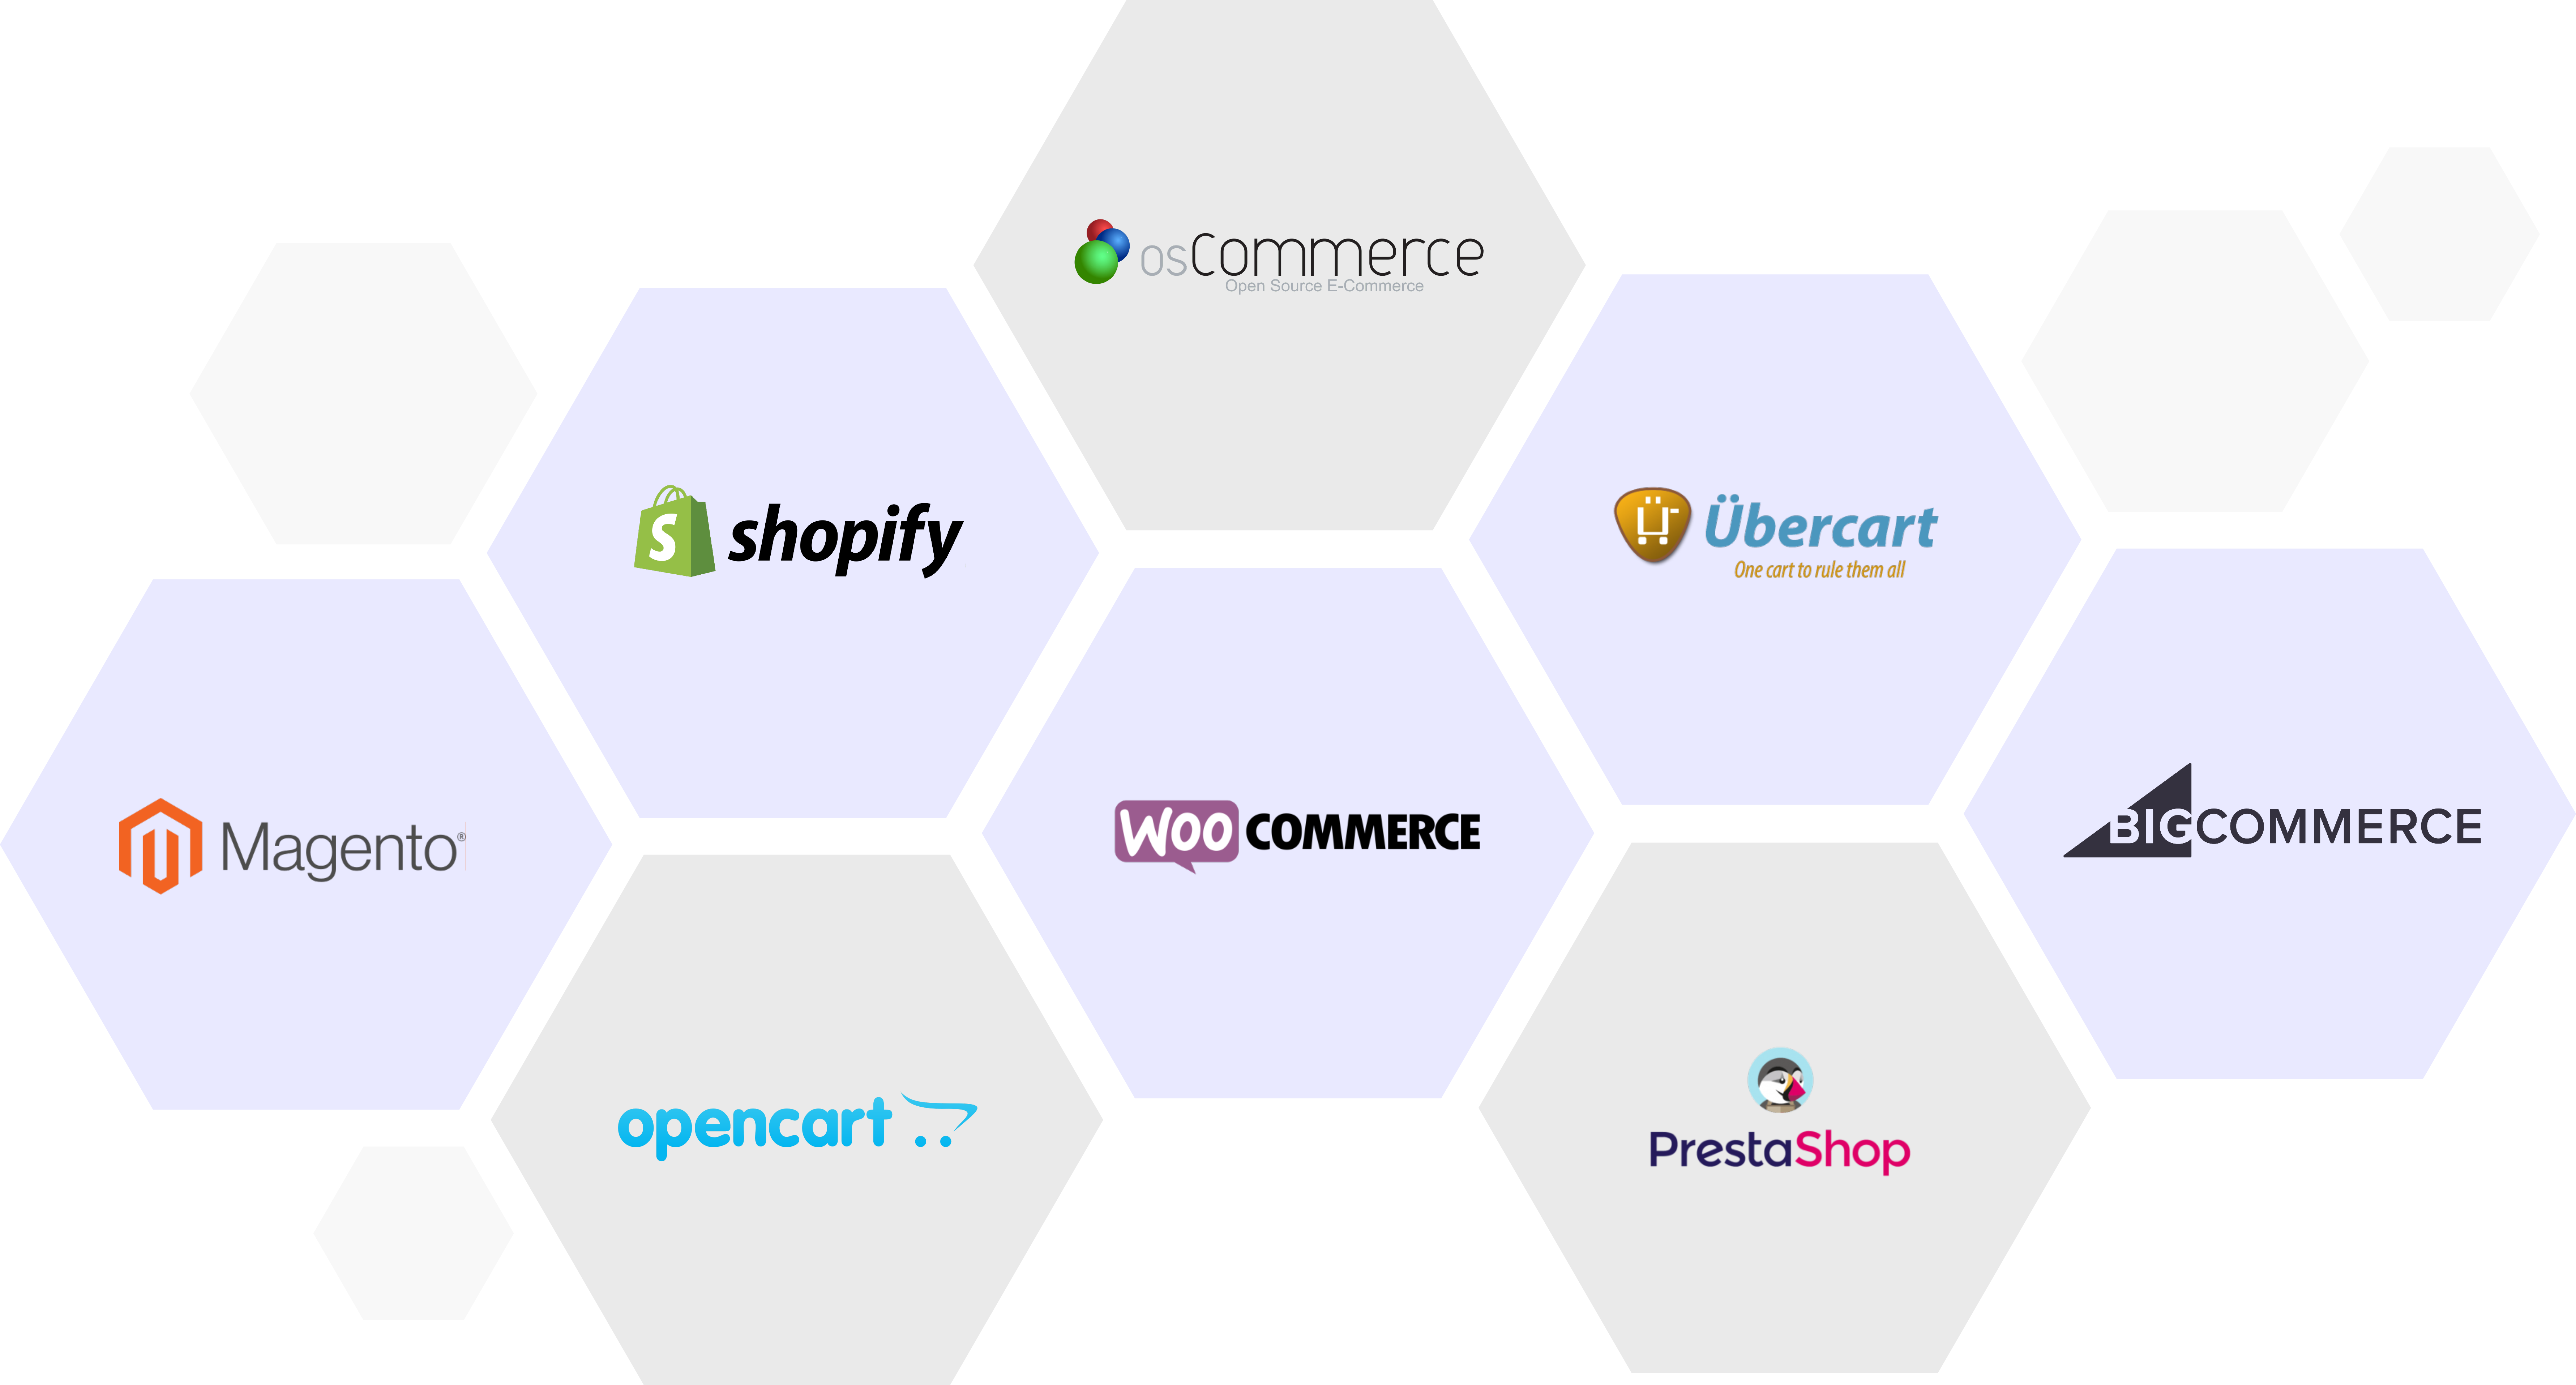 osCommerce
Open Source E-Commerce
S shopify
Ü Übercart
One cart to rule them all
Magento®
WOO COMMERCE
BIGCOMMERCE
opencart
PrestaShop